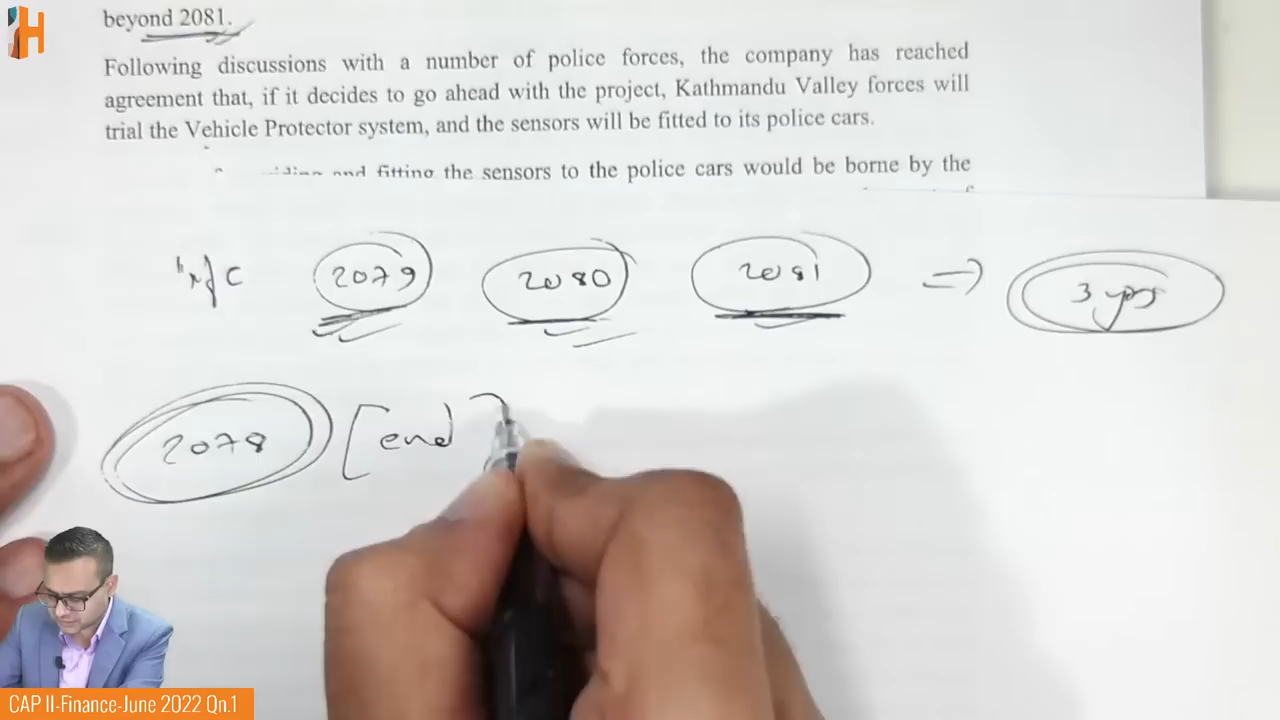 beyond 2081.
Following discussions with a number of police forces, the company has reached
agreement that, if it decides to go ahead with the project, Kathmandu Valley forces will
trial the Vehicle Protector system, and the sensors will be fitted to its police cars.
and fitting the sensors to the police cars would be borne by the
2079 2080 2081 => 3 yrs
2078 [end]
CAP II-Finance-June 2022 Qn.1